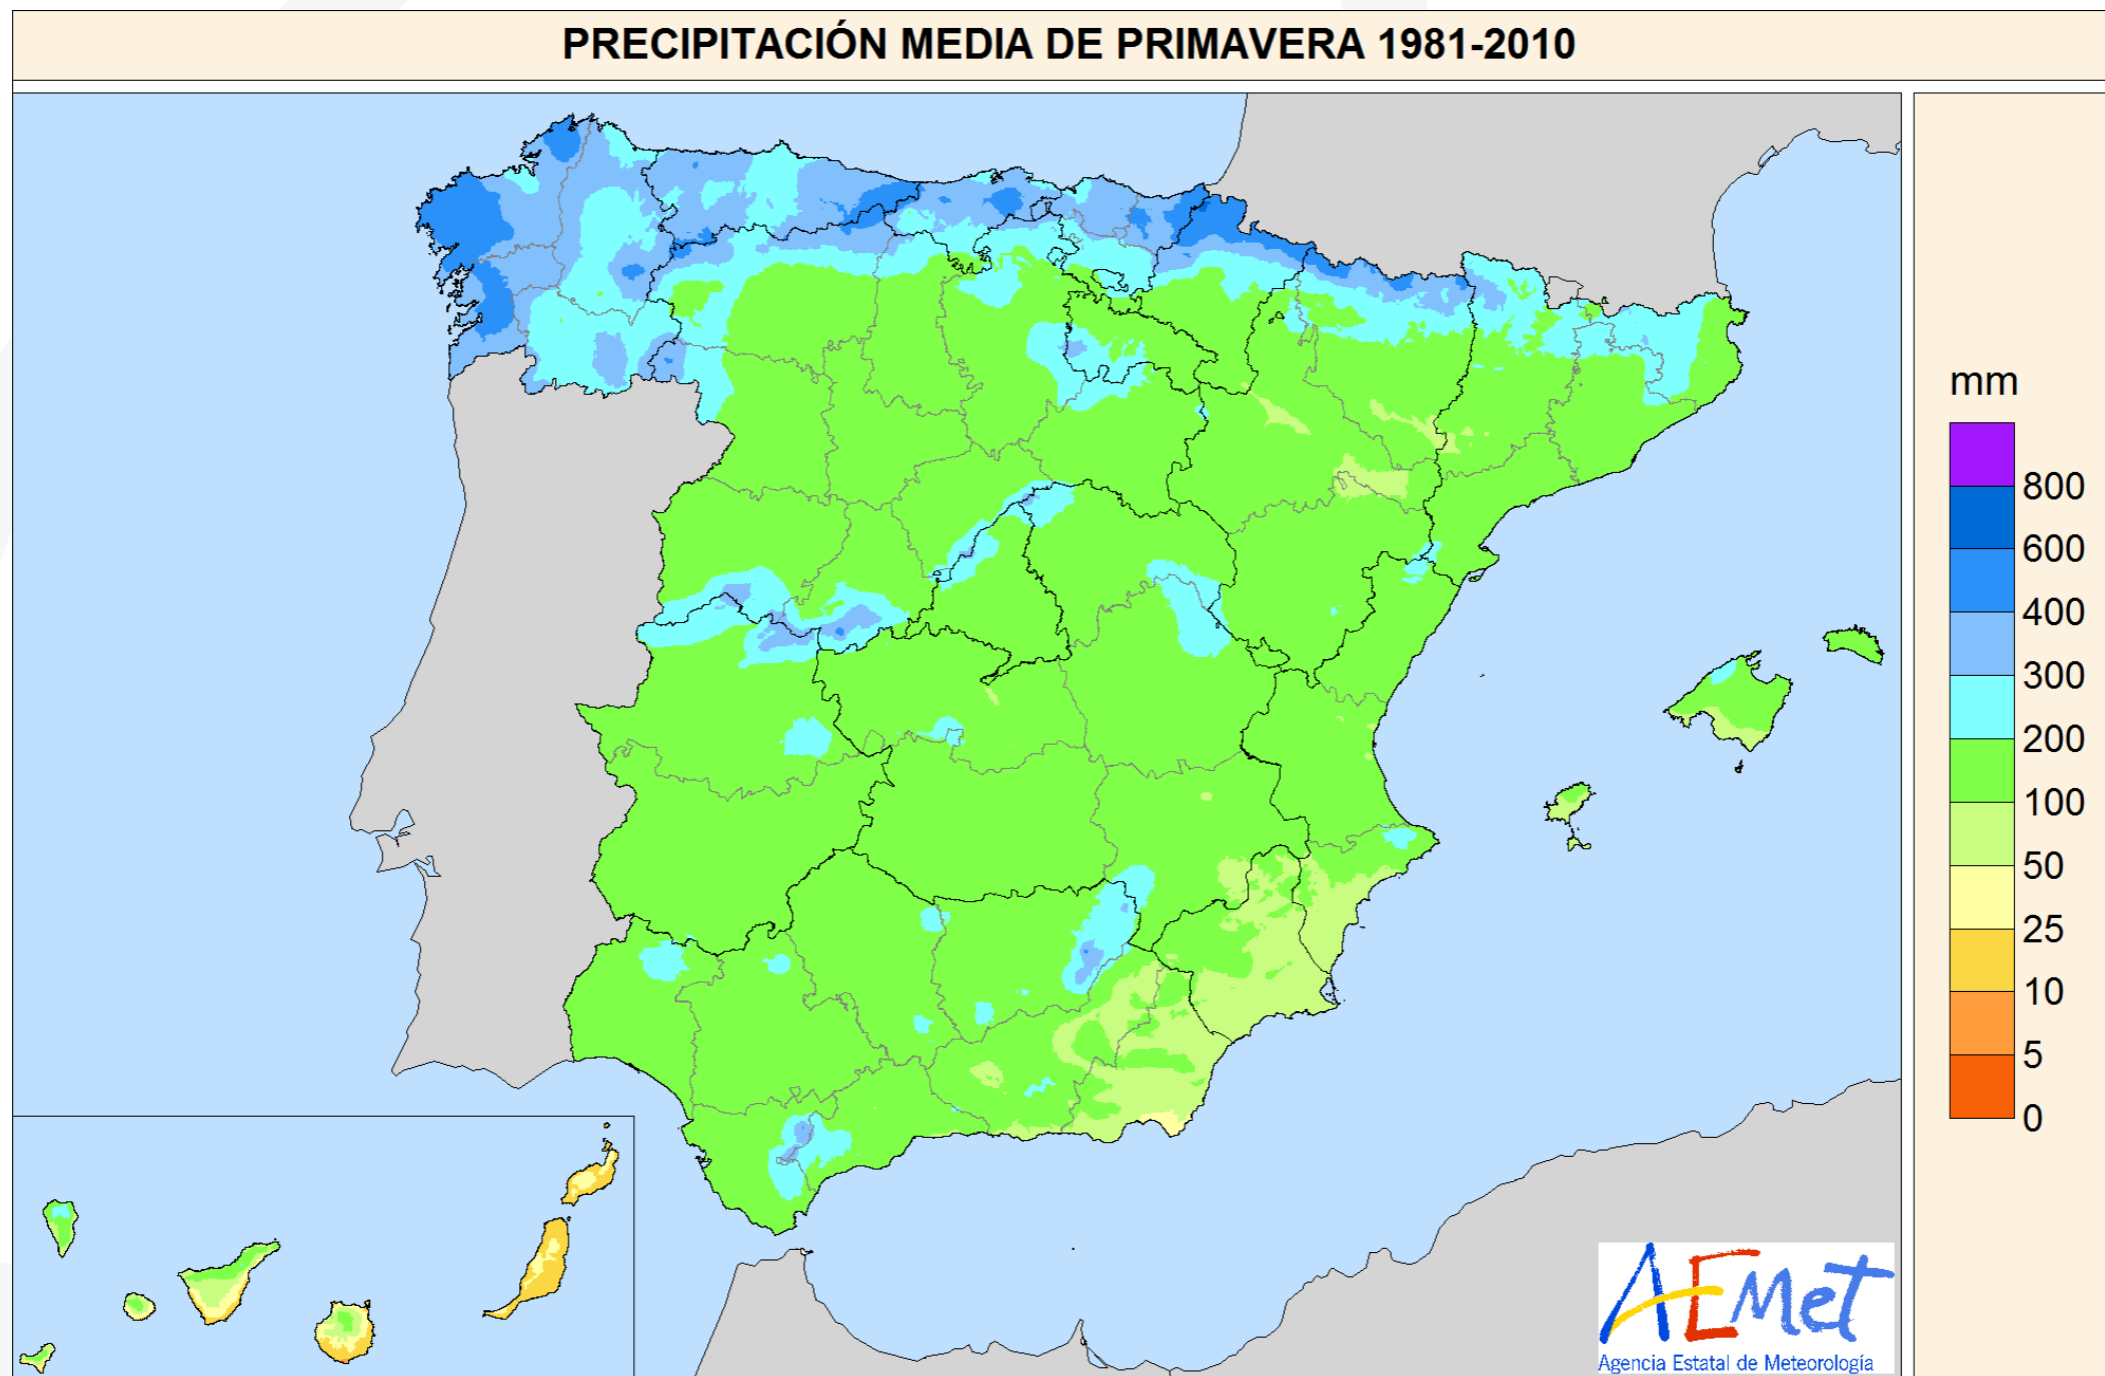 PRECIPITACIÓN MEDIA DE PRIMAVERA 1981-2010
mm
800
600
400
300
200
100
50
25
10
5
0
AEMet
Agencia Estatal de Meteorología